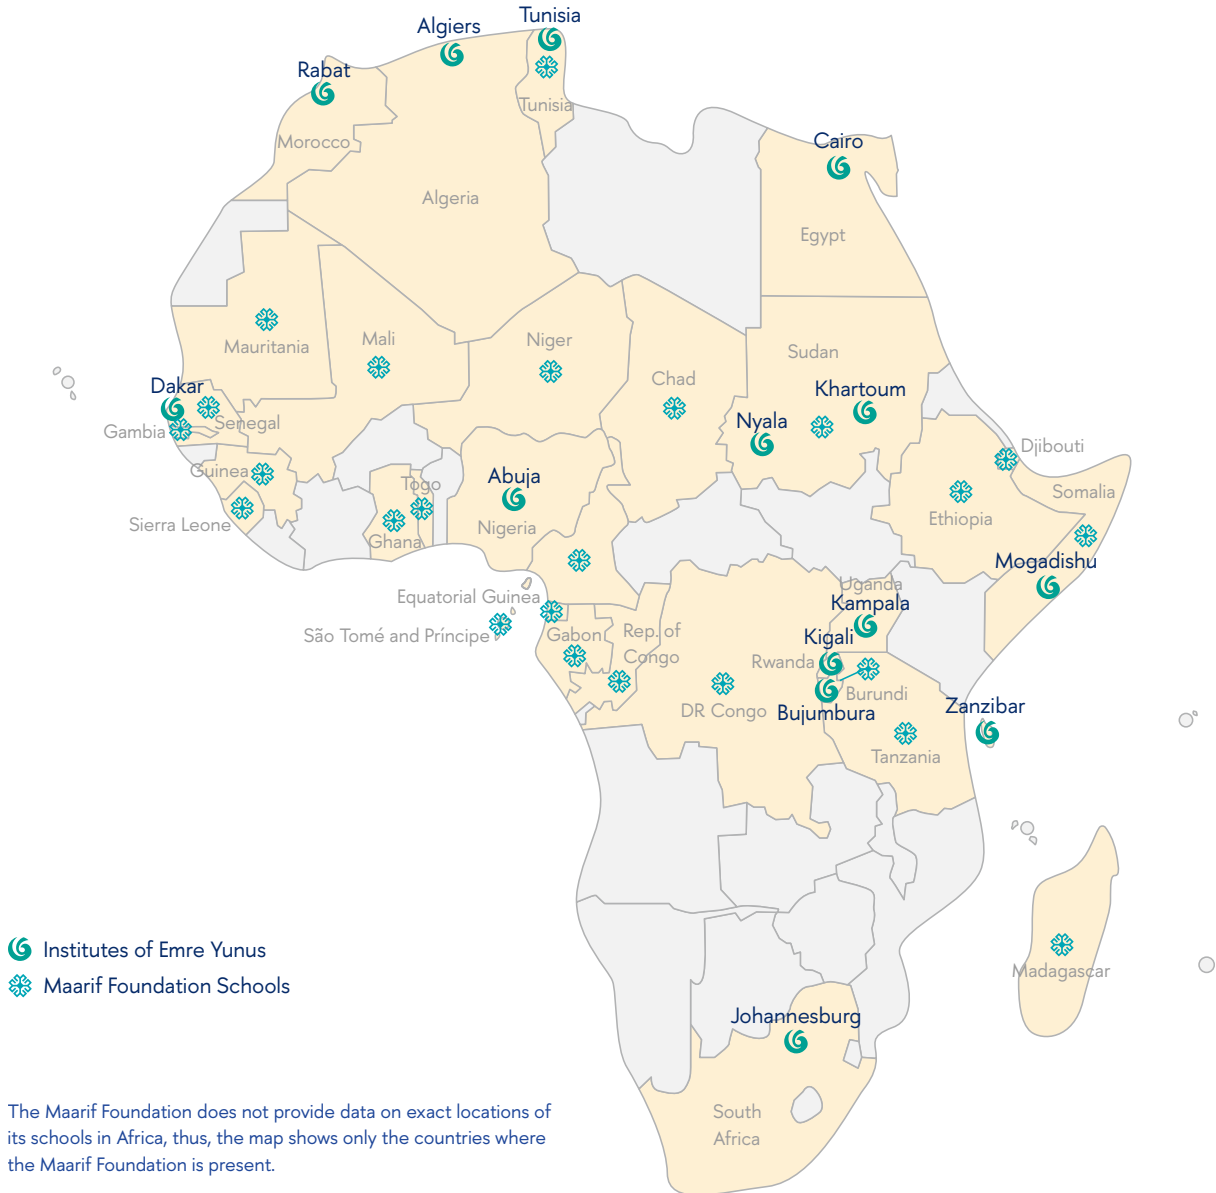 Tunisia
Algiers
Rabat
Tunisia
Morocco
Cairo
Algeria
Egypt
Mauritania
Mali
Niger
Sudan
Chad
Dakar
Khartoum
Nyala
Senegal
Gambia
Djibouti
Guinea
Abuja
Togo
Somalia
Sierra Leone
Nigeria
Ethiopia
Ghana
Mogadishu
Uganda
Equatorial Guinea
Kampala
São Tomé and Príncipe
Gabon
Rep. of
Congo
Kigali
Rwanda
Burundi
DR Congo
Bujumbura
Zanzibar
Tanzania
Institutes of Emre Yunus
Maarif Foundation Schools
Madagascar
Johannesburg
South
Africa
The Maarif Foundation does not provide data on exact locations of
its schools in Africa, thus, the map shows only the countries where
the Maarif Foundation is present.